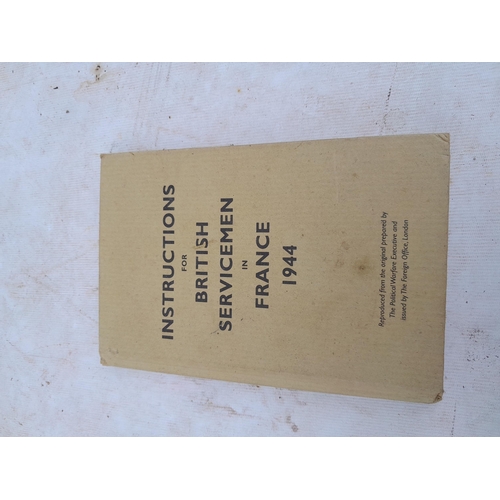 INSTRUCTIONS
FOR
BRITISH
SERVICEMEN
IN
FRANCE
1944
Reproduced from the original prepared by
The Political Warfare Executive and
issued by The Foreign Office, London